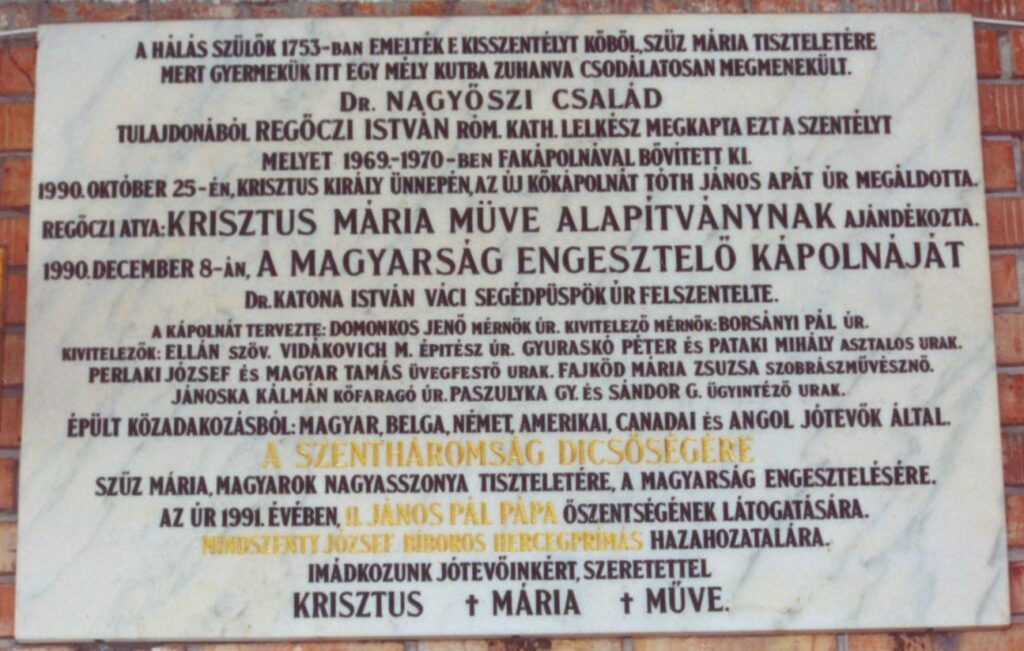 A HÁLÁS SZÜLŐK 1753-BAN EMELTÉK E KISSZENTÉLYT KŐBŐL, SZŰZ MÁRIA TISZTELETÉRE
MERT GYERMEKÜK ITT EGY MÉLY KUTBA ZUHANVA CSODÁLATOSAN MEGMENEKÜLT.
DR. NAGYŐSZI CSALÁD
TULAJDONÁBÓL REGŐCZI ISTVÁN RÓM. KATH. LELKÉSZ MEGKAPTA EZT A SZENTÉLYT
MELYET 1969.-1970-BEN FAKÁPOLNÁVAL BŐVITETT KI.
1990. OKTÓBER 25-ÉN, KRISZTUS KIRÁLY ÜNNEPÉN, AZ ÚJ KŐKÁPOLNÁT TÓTH JÁNOS APÁT ÚR MEGÁLDOTTA.
REGŐCZI ATYA: KRISZTUS MÁRIA MŰVE ALAPÍTVÁNYNAK AJÁNDÉKOZTA.
1990. DECEMBER 8-ÁN, A MAGYARSÁG ENGESZTELŐ KÁPOLNÁJÁT
DR. KATONA ISTVÁN VÁCI SEGÉDPÜSPÖK ÚR FELSZENTELTE.
A KÁPOLNÁT TERVEZTE: DOMONKOS JENŐ MÉRNÖK ÚR. KIVITELEZŐ MÉRNÖK: BORSÁNYI PÁL ÚR.
KIVITELEZŐK: ELLÁN SZÖV. VIDÁKOVICH M. ÉPITÉSZ ÚR. GYURASKÓ PÉTER ÉS PATAKI MIHÁLY ASZTALOS URAK.
PERLAKI JÓZSEF ÉS MAGYAR TAMÁS ÜVEGFESTŐ URAK. FAJKÖD MÁRIA ZSUZSA SZOBRÁSZMŰVÉSZNŐ.
JÁNOSKA KÁLMÁN KŐFARAGÓ ÚR. PASZULYKA GY. ÉS SÁNDOR G. ÜGYINTÉZŐ URAK.
ÉPÜLT KÖZADAKOZÁSBÓL: MAGYAR, BELGA, NÉMET, AMERIKAI, CANADAI ÉS ANGOL JÓTEVŐK ÁLTAL.
A SZENTHÁROMSÁG DICSŐSÉGÉRE
SZŰZ MÁRIA, MAGYAROK NAGYASSZONYA TISZTELETÉRE, A MAGYARSÁG ENGESZTELÉSÉRE.
AZ ÚR 1991. ÉVÉBEN, II. JÁNOS PÁL PÁPA ŐSZENTSÉGÉNEK LÁTOGATÁSÁRA.
MINDSZENTY JÓZSEF BÍBOROS HERCEGPRÍMÁS HAZAHOZATALÁRA.
IMÁDKOZUNK JÓTEVŐINKÉRT, SZERETETTEL
KRISZTUS ✝ MÁRIA ✝ MŰVE.